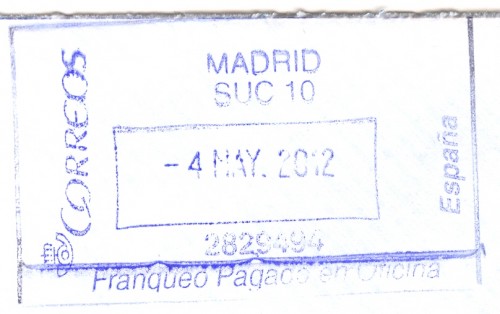 CORREOS
MADRID
SUC 10
-4 MAY. 2012
España
2829494
Franqueo Pagado en Oficina